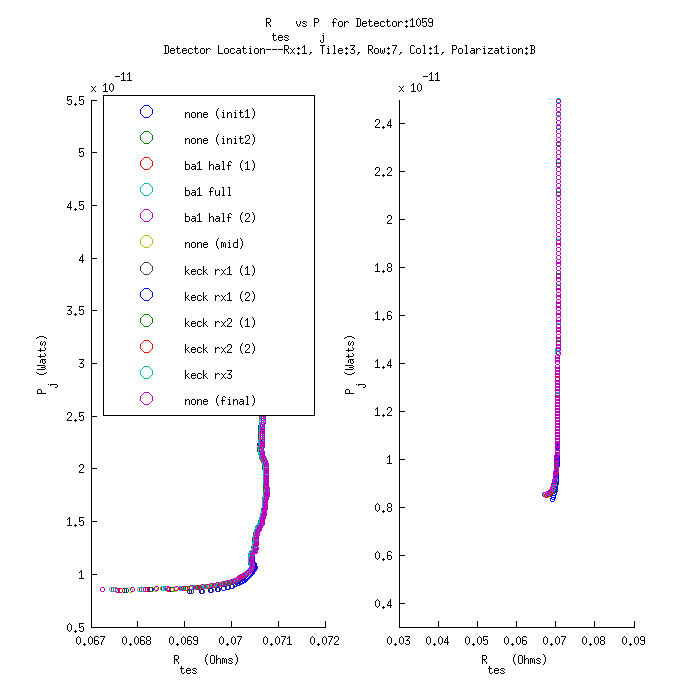 R    vs P  for Detector:1059
tes    j
Detector Location---Rx:1, Tile:3, Row:7, Col:1, Polarization:B
x 10^-11
5.5
5
4.5
4
3.5
3
2.5
2
1.5
1
0.5
P_j (Watts)
none (init1)
none (init2)
ba1 half (1)
ba1 full
ba1 half (2)
none (mid)
keck rx1 (1)
keck rx1 (2)
keck rx2 (1)
keck rx2 (2)
keck rx3
none (final)
0.067 0.068 0.069 0.07 0.071 0.072
R_tes (Ohms)
x 10^-11
2.4
2.2
2
1.8
1.6
1.4
1.2
1
0.8
0.6
0.4
P_j (Watts)
0.03 0.04 0.05 0.06 0.07 0.08 0.09
R_tes (Ohms)